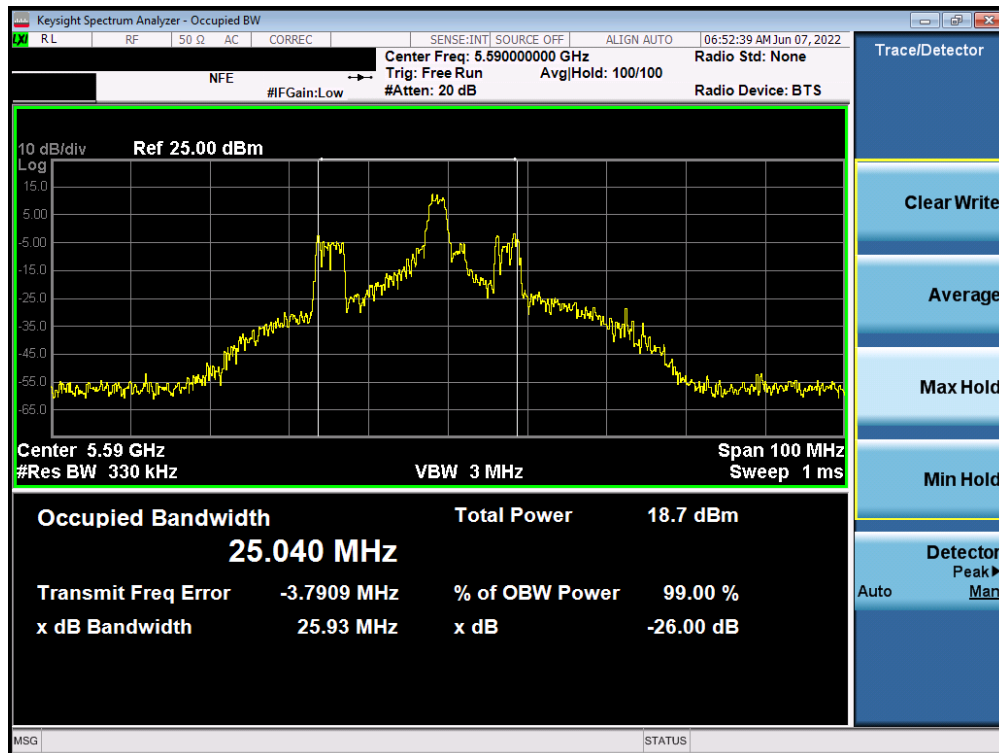 Keysight Spectrum Analyzer - Occupied BW
LXI RL RF 50 Ω AC CORREC SENSE:INT SOURCE OFF ALIGN AUTO 06:52:39 AM Jun 07, 2022
Center Freq: 5.590000000 GHz Radio Std: None
NFE Trig: Free Run Avg|Hold: 100/100
#IFGain:Low #Atten: 20 dB Radio Device: BTS
Trace/Detector
10 dB/div Ref 25.00 dBm
Log
15.0
5.00
-5.00
-15.0
-25.0
-35.0
-45.0
-55.0
-65.0
Center 5.59 GHz Span 100 MHz
#Res BW 330 kHz VBW 3 MHz Sweep 1 ms
Occupied Bandwidth Total Power 18.7 dBm
25.040 MHz
Transmit Freq Error -3.7909 MHz % of OBW Power 99.00 %
x dB Bandwidth 25.93 MHz x dB -26.00 dB
Clear Write
Average
Max Hold
Min Hold
Detector
Peak▶
Auto Man
MSG STATUS